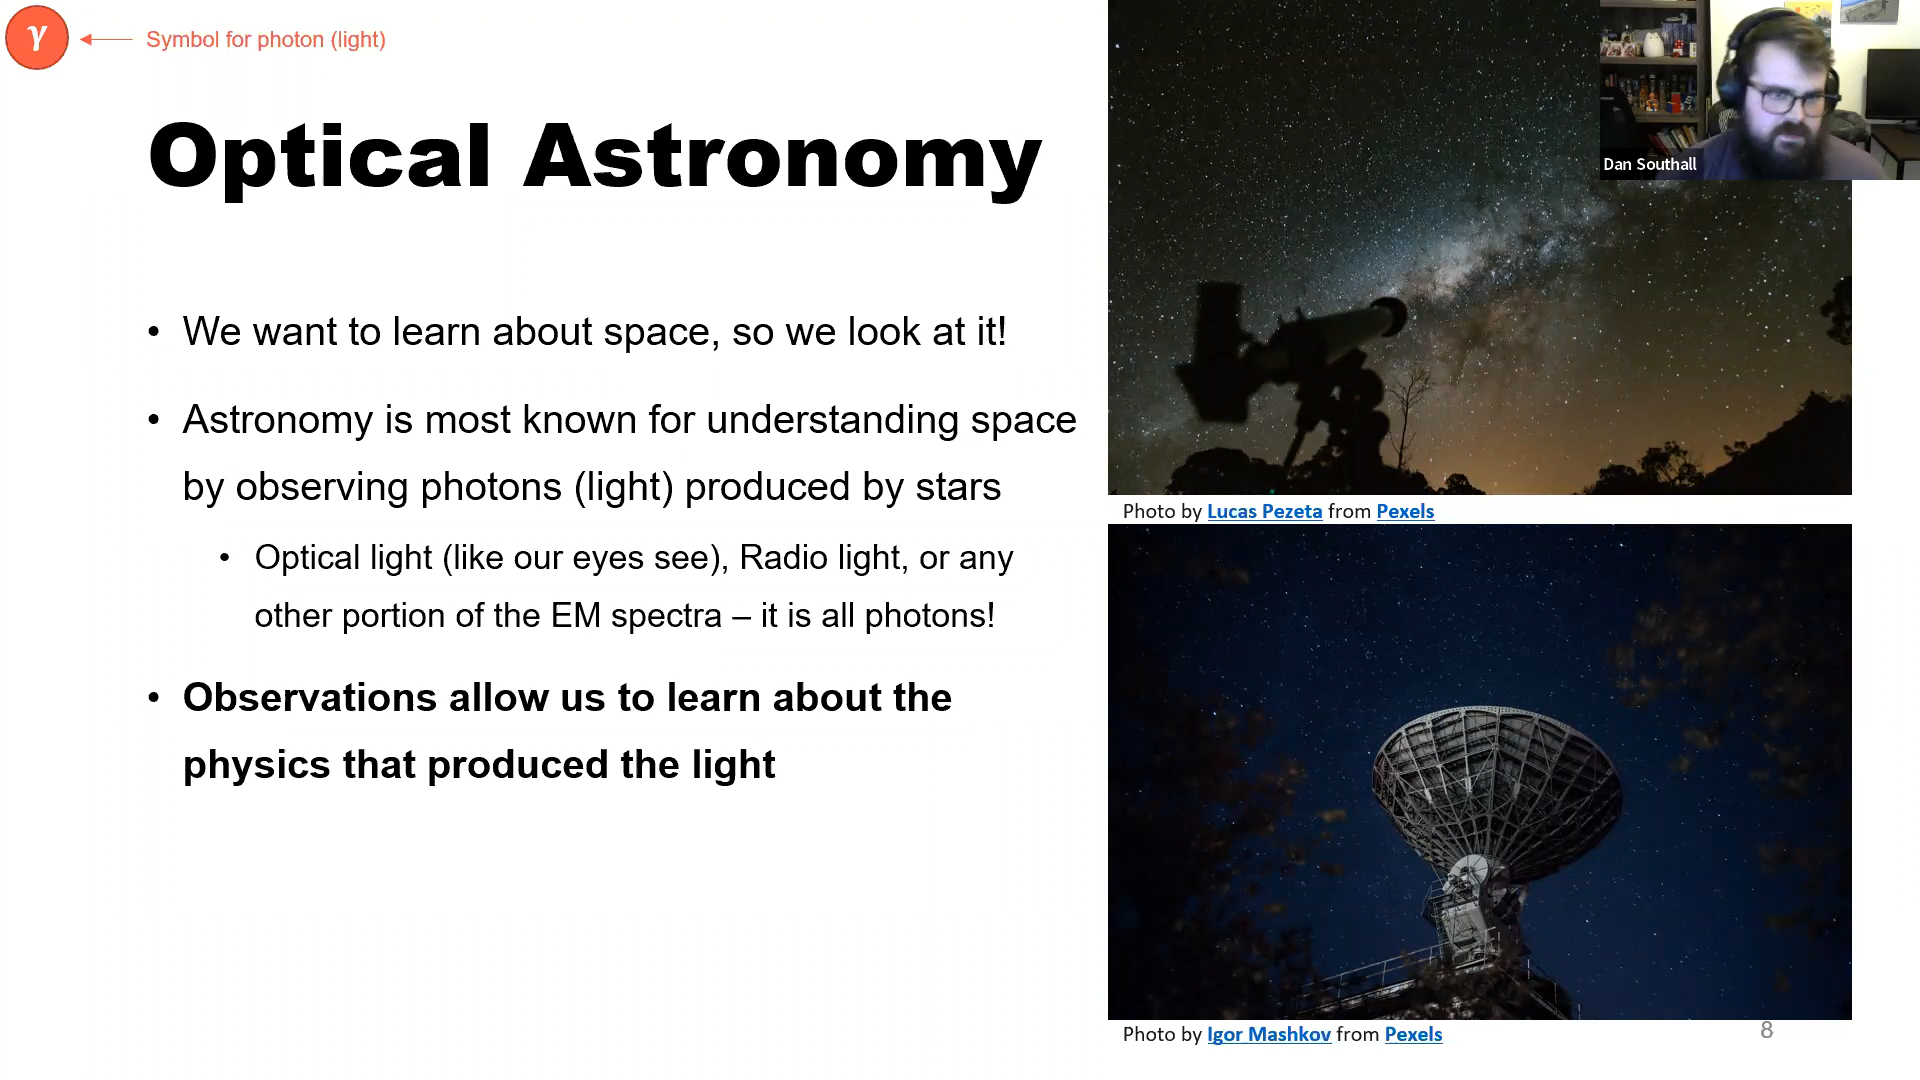 γ
Symbol for photon (light)
Optical Astronomy
• We want to learn about space, so we look at it!
• Astronomy is most known for understanding space
by observing photons (light) produced by stars
• Optical light (like our eyes see), Radio light, or any
other portion of the EM spectra – it is all photons!
• Observations allow us to learn about the
physics that produced the light
Dan Southall
Photo by Lucas Pezeta from Pexels
Photo by Igor Mashkov from Pexels
8